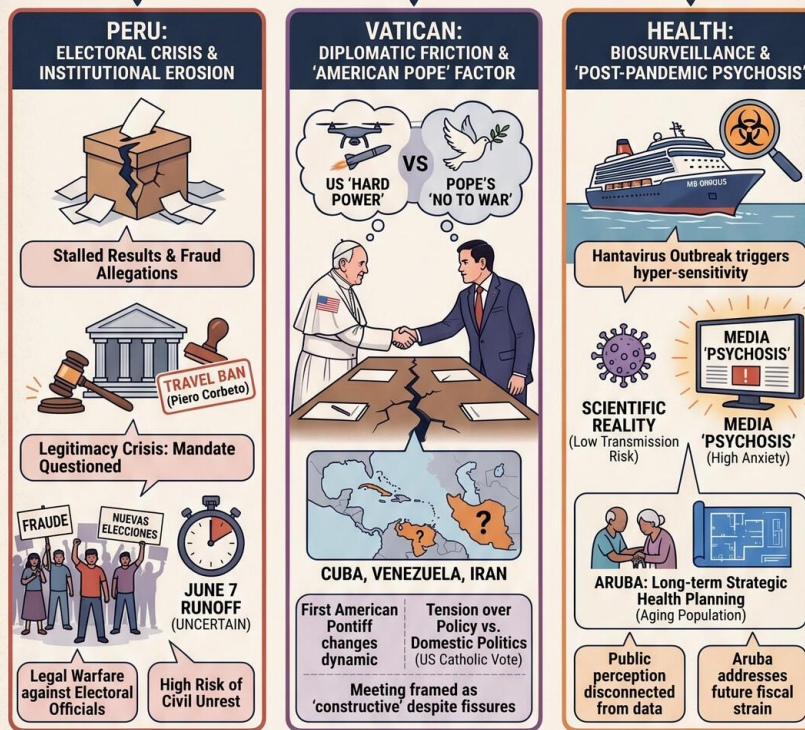 PERU:
ELECTORAL CRISIS &
INSTITUTIONAL EROSION
Stalled Results & Fraud
Allegations
TRAVEL BAN
(Piero Corbeto)
Legitimacy Crisis: Mandate
Questioned
FRAUDE
NUEVAS
ELECCIONES
JUNE 7
RUNOFF
(UNCERTAIN)
Legal Warfare
against Electoral
Officials
High Risk of
Civil Unrest
VATICAN:
DIPLOMATIC FRICTION &
'AMERICAN POPE' FACTOR
US 'HARD
POWER'
VS
POPE'S
'NO TO WAR'
?
?
CUBA, VENEZUELA, IRAN
First American
Pontiff
changes
dynamic
Tension over
Policy vs.
Domestic Politics
(US Catholic Vote)
Meeting framed as
'constructive' despite fissures
HEALTH:
BIOSURVEILLANCE &
'POST-PANDEMIC PSYCHOSIS'
Hantavirus Outbreak triggers
hyper-sensitivity
SCIENTIFIC
REALITY
(Low Transmission
Risk)
MEDIA
'PSYCHOSIS'
!
MEDIA
'PSYCHOSIS'
(High Anxiety)
ARUBA: Long-term Strategic
Health Planning
(Aging Population)
Public
perception
disconnected
from data
Aruba
addresses
future fiscal
strain